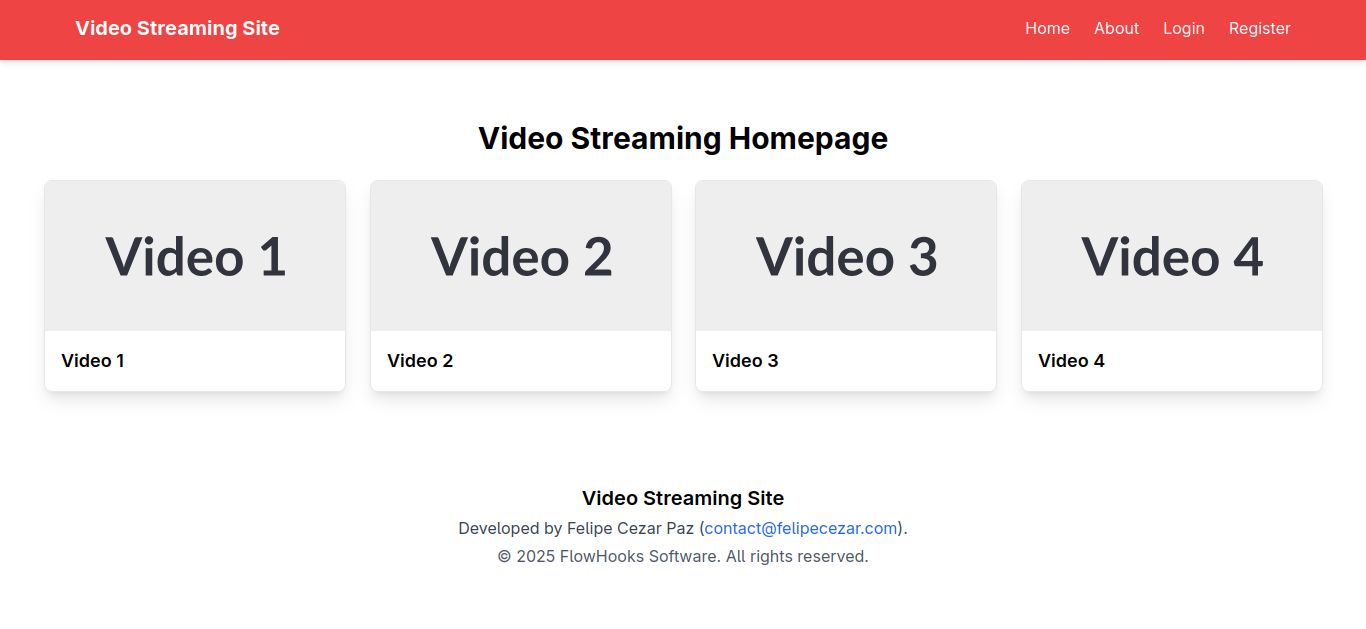 Video Streaming Site
Home About Login Register
Video Streaming Homepage
Video 1
Video 2
Video 3
Video 4
Video 1
Video 2
Video 3
Video 4
Video Streaming Site
Developed by Felipe Cezar Paz (contact@felipecezar.com).
© 2025 FlowHooks Software. All rights reserved.